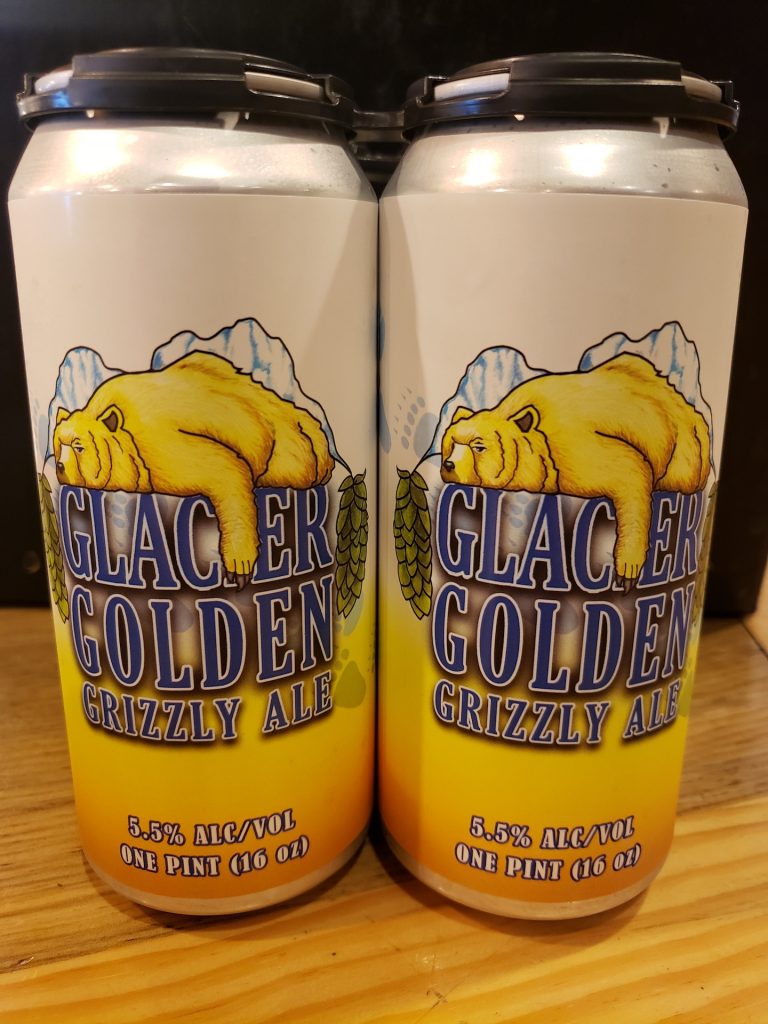 GLACIER
GOLDEN
GRIZZLY ALE
5.5% ALC/VOL
ONE PINT (16 OZ)
GLACIER
GOLDEN
GRIZZLY ALE
5.5% ALC/VOL
ONE PINT (16 OZ)